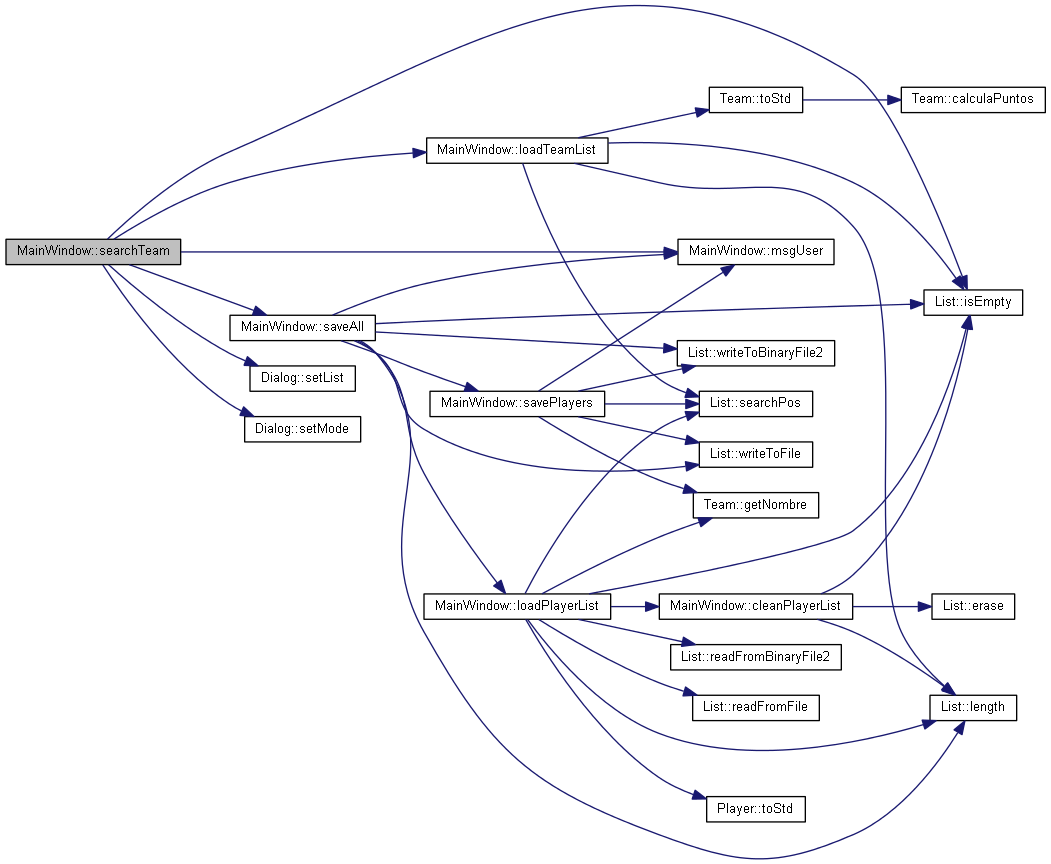 Team::toStd
Team::calculaPuntos
MainWindow::loadTeamList
MainWindow::searchTeam
MainWindow::msgUser
List::isEmpty
MainWindow::saveAll
List::writeToBinaryFile2
Dialog::setList
MainWindow::savePlayers
List::searchPos
Dialog::setMode
List::writeToFile
Team::getNombre
MainWindow::loadPlayerList
MainWindow::cleanPlayerList
List::erase
List::readFromBinaryFile2
List::readFromFile
List::length
Player::toStd